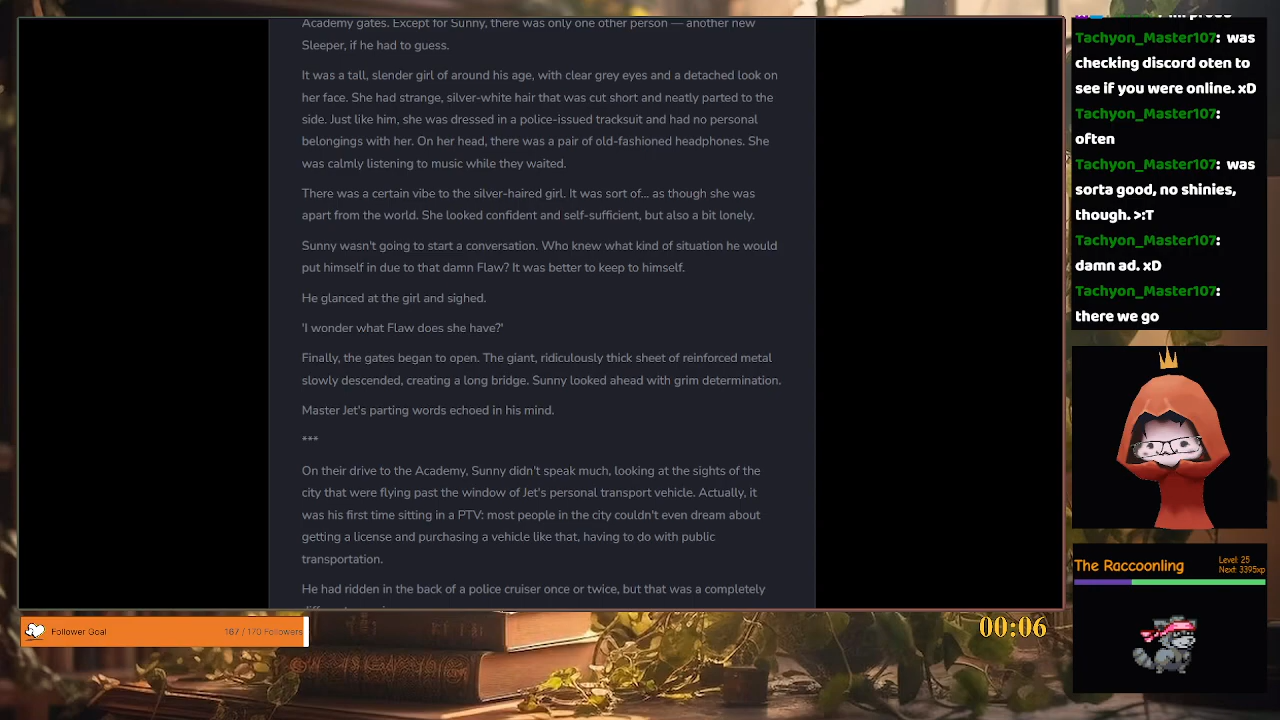 Academy gates. Except for Sunny, there was only one other person — another new
Sleeper, if he had to guess.
It was a tall, slender girl of around his age, with clear grey eyes and a detached look on
her face. She had strange, silver-white hair that was cut short and neatly parted to the
side. Just like him, she was dressed in a police-issued tracksuit and had no personal
belongings with her. On her head, there was a pair of old-fashioned headphones. She
was calmly listening to music while they waited.
There was a certain vibe to the silver-haired girl. It was sort of... as though she was
apart from the world. She looked confident and self-sufficient, but also a bit lonely.
Sunny wasn't going to start a conversation. Who knew what kind of situation he would
put himself in due to that damn Flaw? It was better to keep to himself.
He glanced at the girl and sighed.
'I wonder what Flaw does she have?'
Finally, the gates began to open. The giant, ridiculously thick sheet of reinforced metal
slowly descended, creating a long bridge. Sunny looked ahead with grim determination.
Master Jet's parting words echoed in his mind.
***
On their drive to the Academy, Sunny didn't speak much, looking at the sights of the
city that were flying past the window of Jet's personal transport vehicle. Actually, it
was his first time sitting in a PTV: most people in the city couldn't even dream about
getting a license and purchasing a vehicle like that, having to do with public
transportation.
He had ridden in the back of a police cruiser once or twice, but that was a completely
Tachyon_Master107: was
checking discord oten to
see if you were online. xD
Tachyon_Master107:
often
Tachyon_Master107: was
sorta good, no shinies,
though. >:T
Tachyon_Master107:
damn ad. xD
Tachyon_Master107:
there we go
The Raccoonling
Level: 25
Next: 3395xp
Follower Goal
167 / 170 Followers
00:06